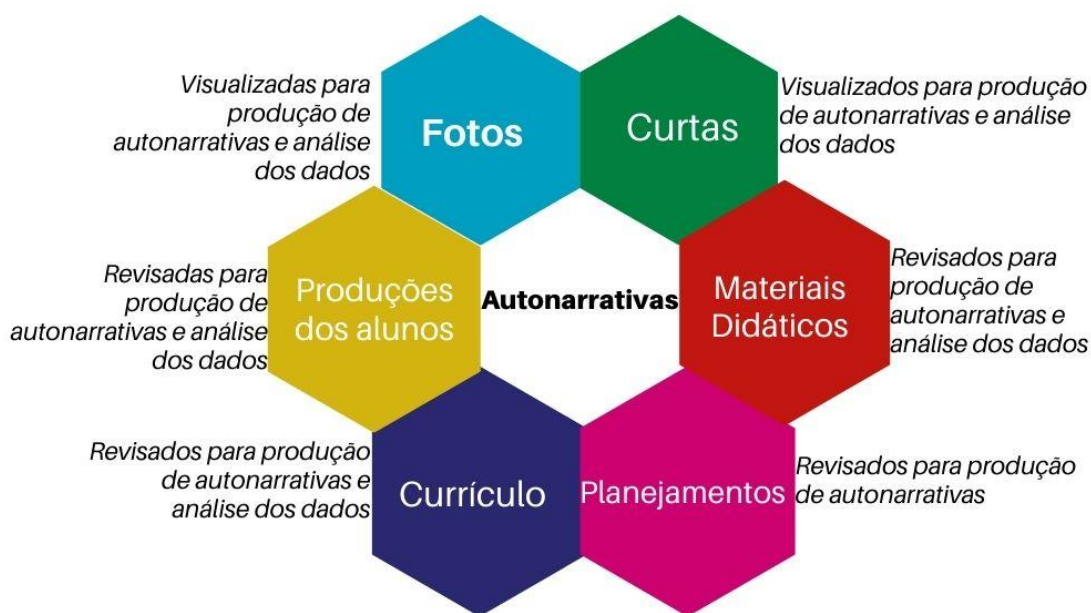 Visualizadas para
produção de
autonarrativas e análise
dos dados
Fotos
Curtas
Visualizados para produção
de autonarrativas e análise
dos dados
Revisadas para
produção de
autonarrativas e análise
dos dados
Produções
dos alunos
Autonarrativas
Materiais
Didáticos
Revisados para
produção de
autonarrativas e
análise dos dados
Revisados para produção
de autonarrativas e
análise dos dados
Currículo
Planejamentos
Revisados para produção
de autonarrativas